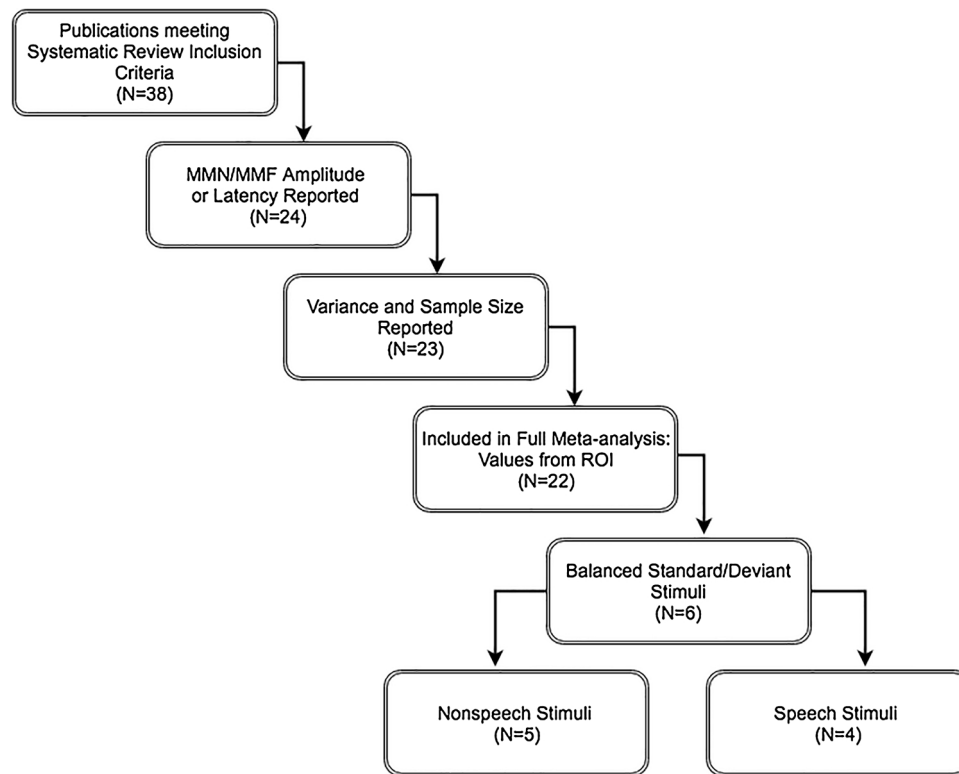 Publications meeting
Systematic Review Inclusion
Criteria
(N=38)
MMN/MMF Amplitude
or Latency Reported
(N=24)
Variance and Sample Size
Reported
(N=23)
Included in Full Meta-analysis:
Values from ROI
(N=22)
Balanced Standard/Deviant
Stimuli
(N=6)
Nonspeech Stimuli
(N=5)
Speech Stimuli
(N=4)